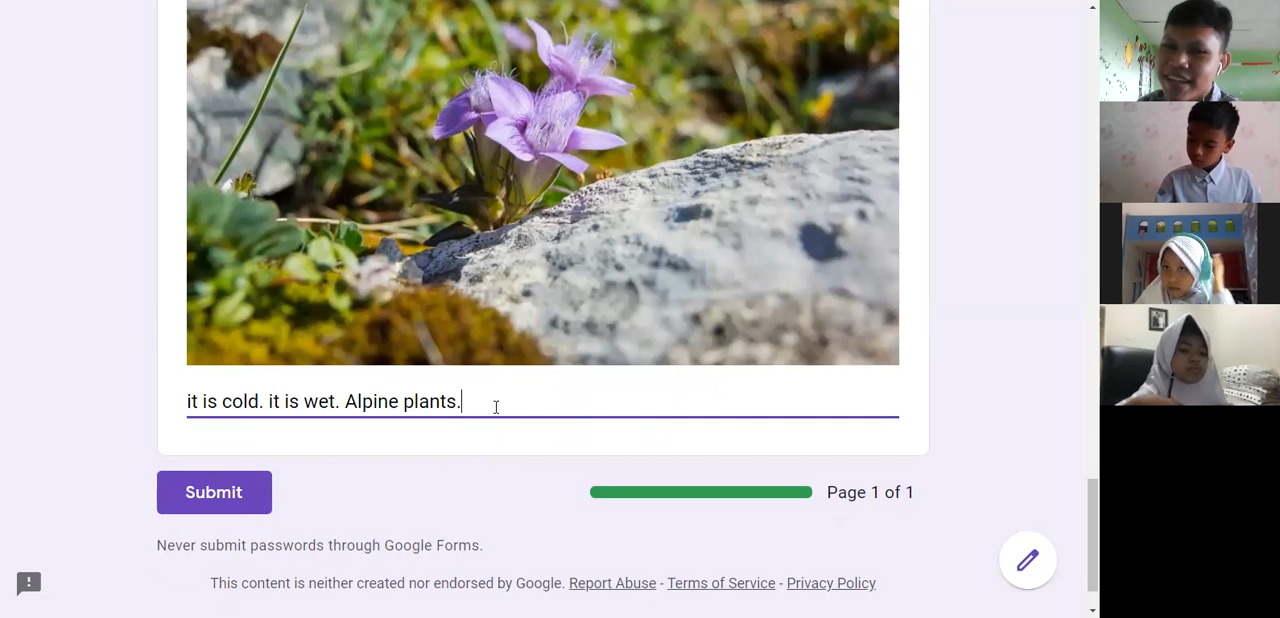 it is cold. it is wet. Alpine plants.
Submit
Page 1 of 1
Never submit passwords through Google Forms.
This content is neither created nor endorsed by Google. Report Abuse - Terms of Service - Privacy Policy